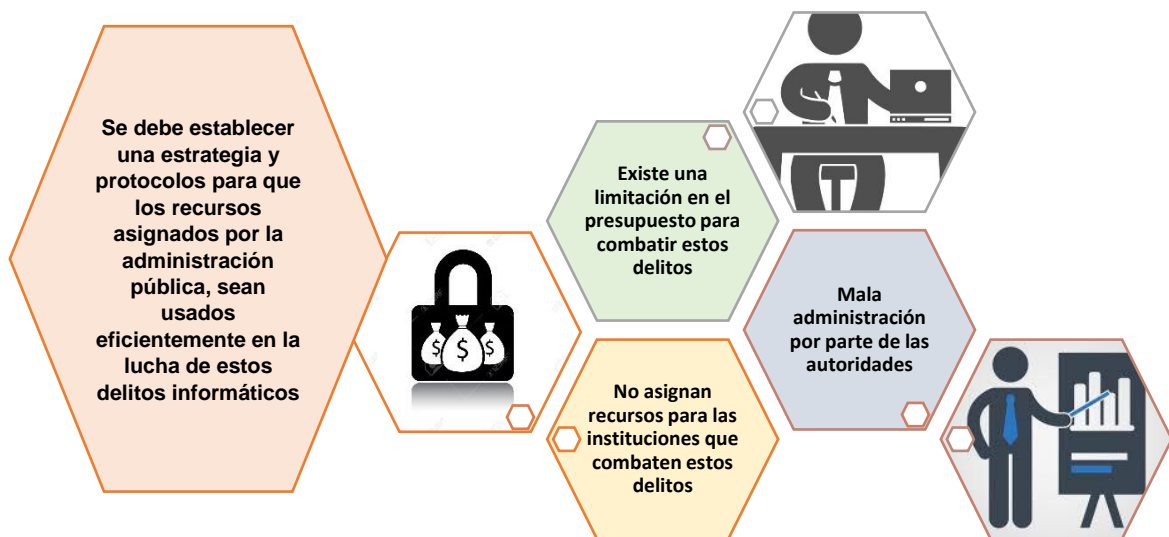 Se debe establecer
una estrategia y
protocolos para que
los recursos
asignados por la
administración
pública, sean
usados
eficientemente en la
lucha de estos
delitos informáticos
Existe una
limitación en el
presupuesto para
combatir estos
delitos
No asignan
recursos para las
instituciones que
combaten estos
delitos
Mala
administración
por parte de las
autoridades
$ $ $